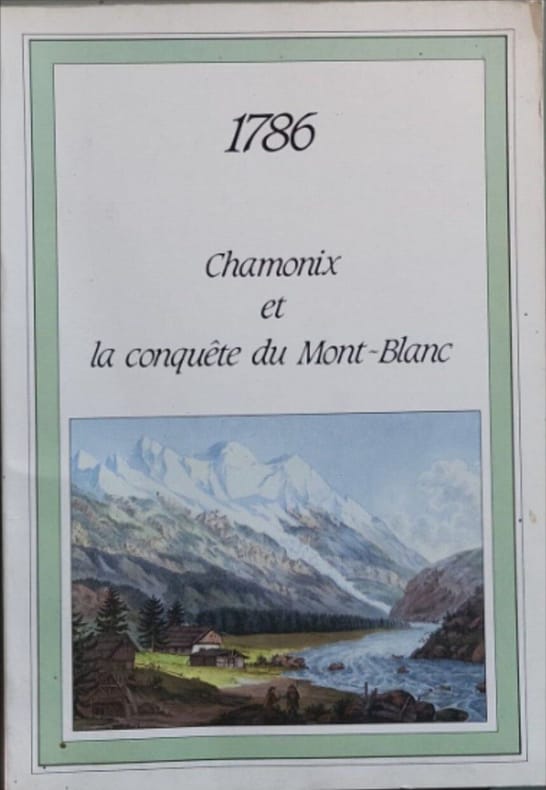 1786
Chamonix
et
la conquête du Mont-Blanc